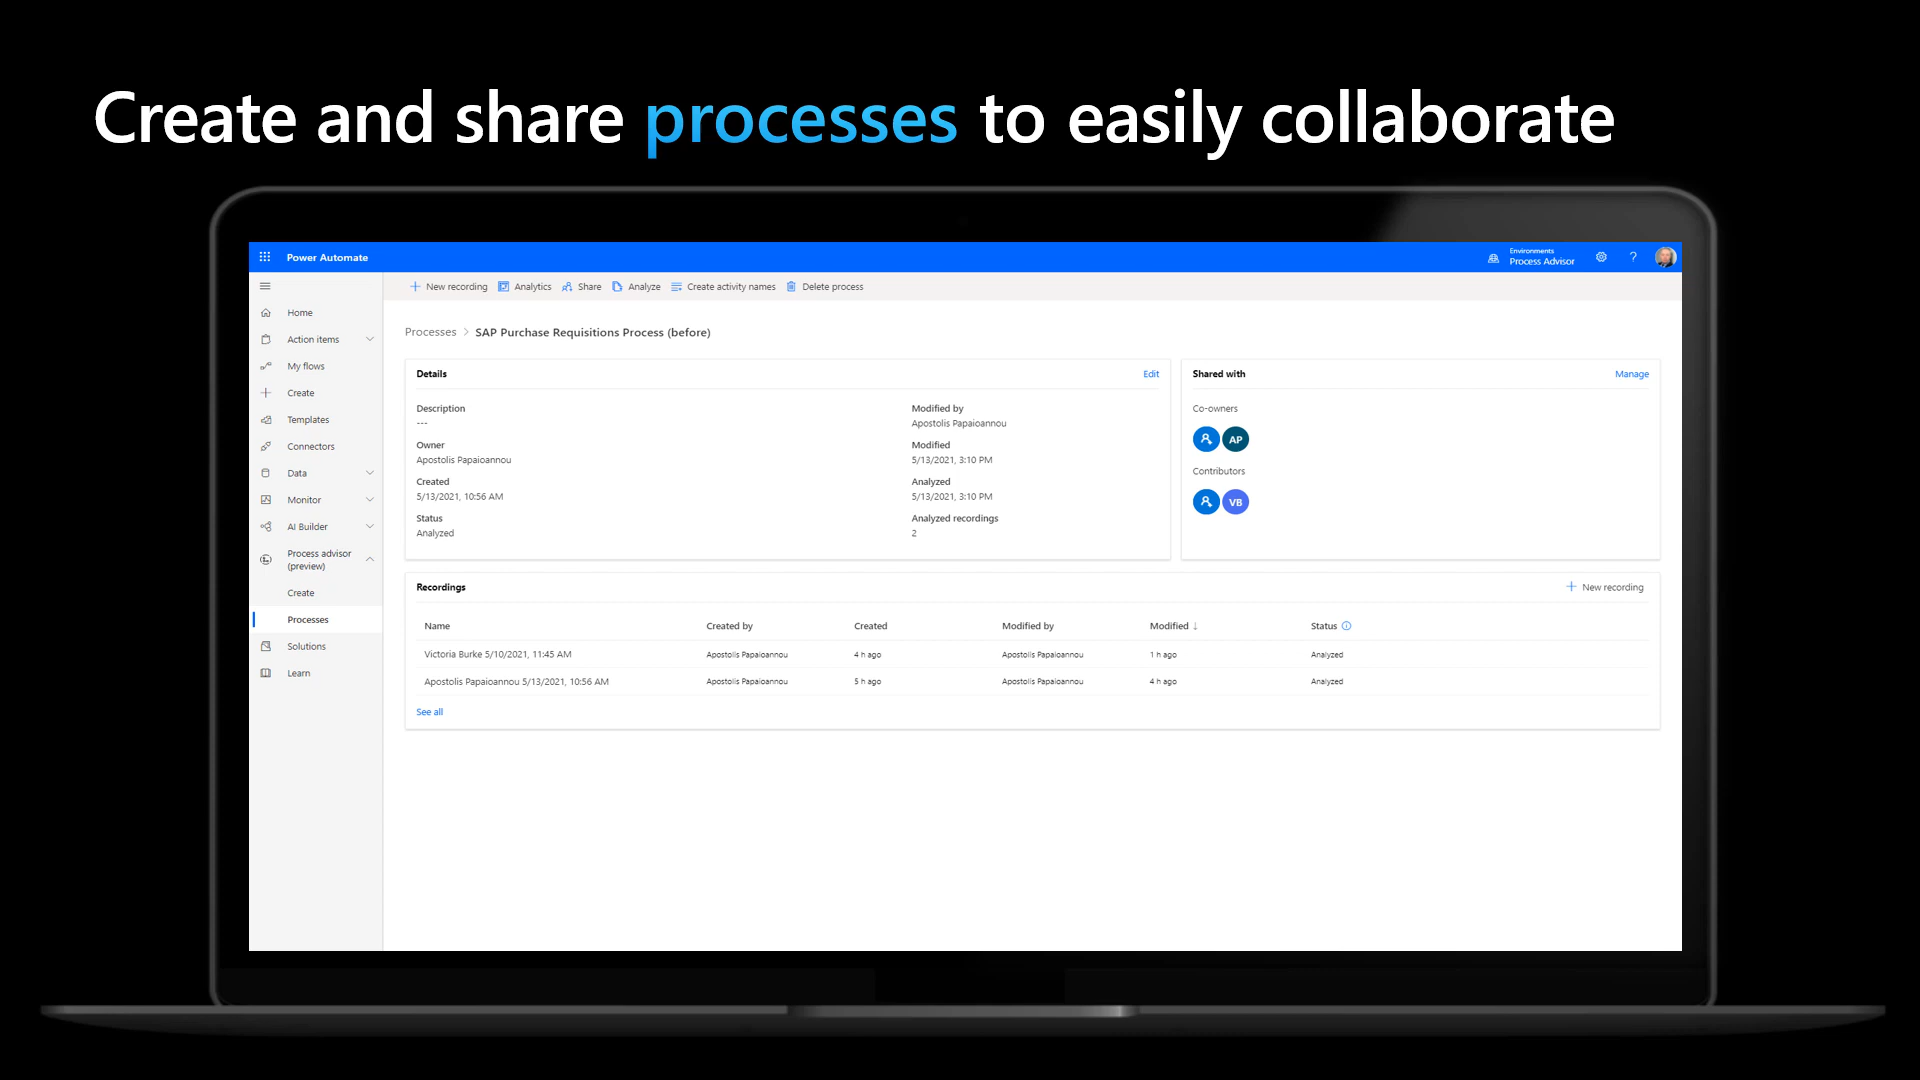 Create and share processes to easily collaborate
Power Automate
Environments
Process Advisor
?
New recording Analytics Share Analyze Create activity names Delete process
Home
Action items
My flows
Create
Templates
Connectors
Data
Monitor
AI Builder
Process advisor
(preview)
Create
Processes
Solutions
Learn
Processes > SAP Purchase Requisitions Process (before)
Details Edit
Description
---
Owner
Apostolis Papaioannou
Created
5/13/2021, 10:56 AM
Status
Analyzed
Modified by
Apostolis Papaioannou
Modified
5/13/2021, 3:10 PM
Analyzed
5/13/2021, 3:10 PM
Analyzed recordings
2
Shared with Manage
Co-owners
AP
Contributors
VB
Recordings New recording
Name Created by Created Modified by Modified ↓ Status
Victoria Burke 5/10/2021, 11:45 AM Apostolis Papaioannou 4 h ago Apostolis Papaioannou 1 h ago Analyzed
Apostolis Papaioannou 5/13/2021, 10:56 AM Apostolis Papaioannou 5 h ago Apostolis Papaioannou 4 h ago Analyzed
See all